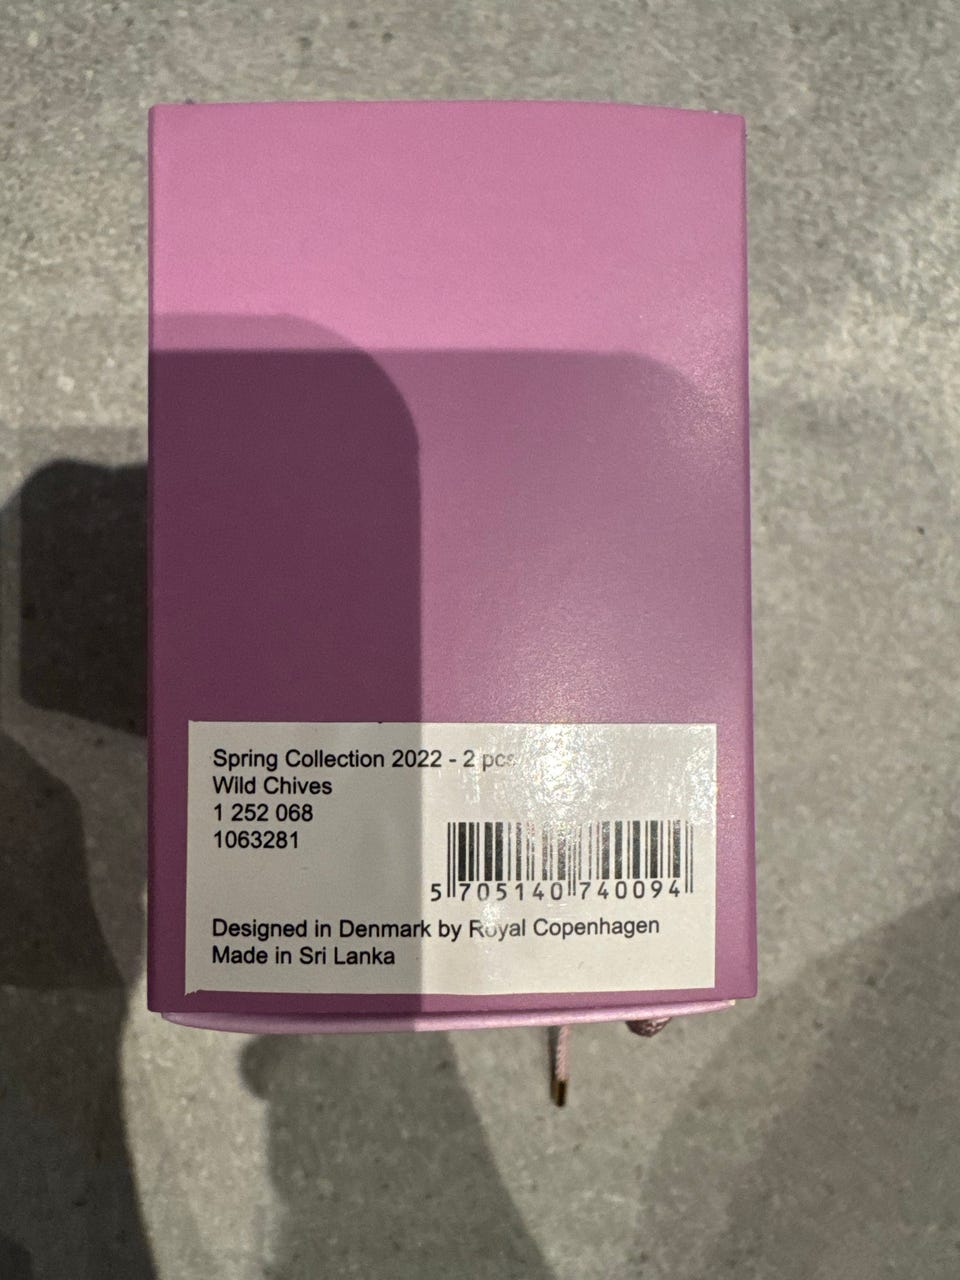 Spring Collection 2022 - 2 pcs
Wild Chives
1 252 068
1063281
5 705140 740094
Designed in Denmark by Royal Copenhagen
Made in Sri Lanka